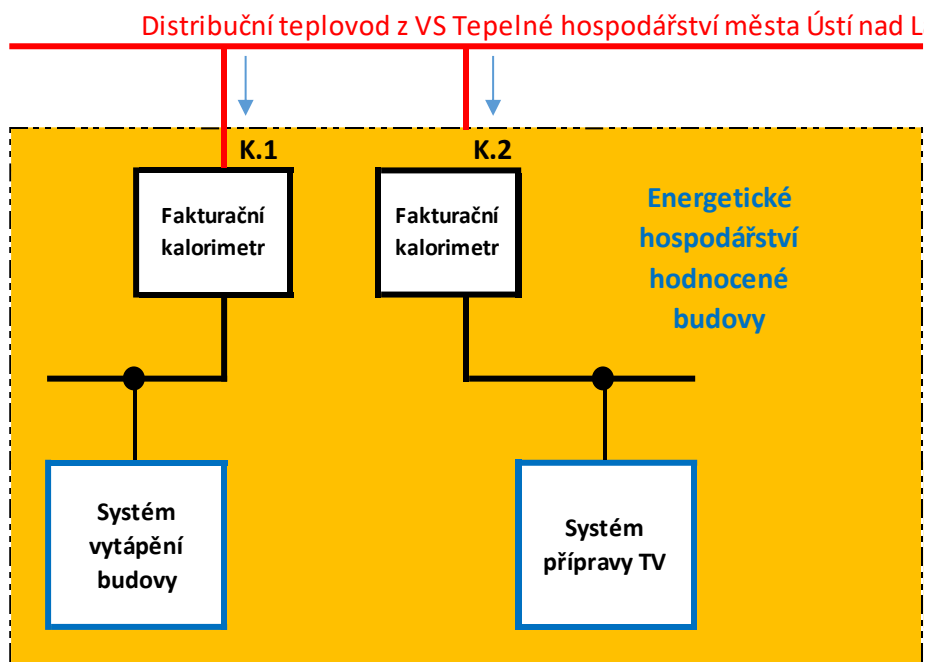 Distribuční teplovod z VS Tepelné hospodářství města Ústí nad L
K.1
K.2
Fakturační
kalorimetr
Fakturační
kalorimetr
Energetické
hospodářství
hodnocené
budovy
Systém
vytápění
budovy
Systém
přípravy TV